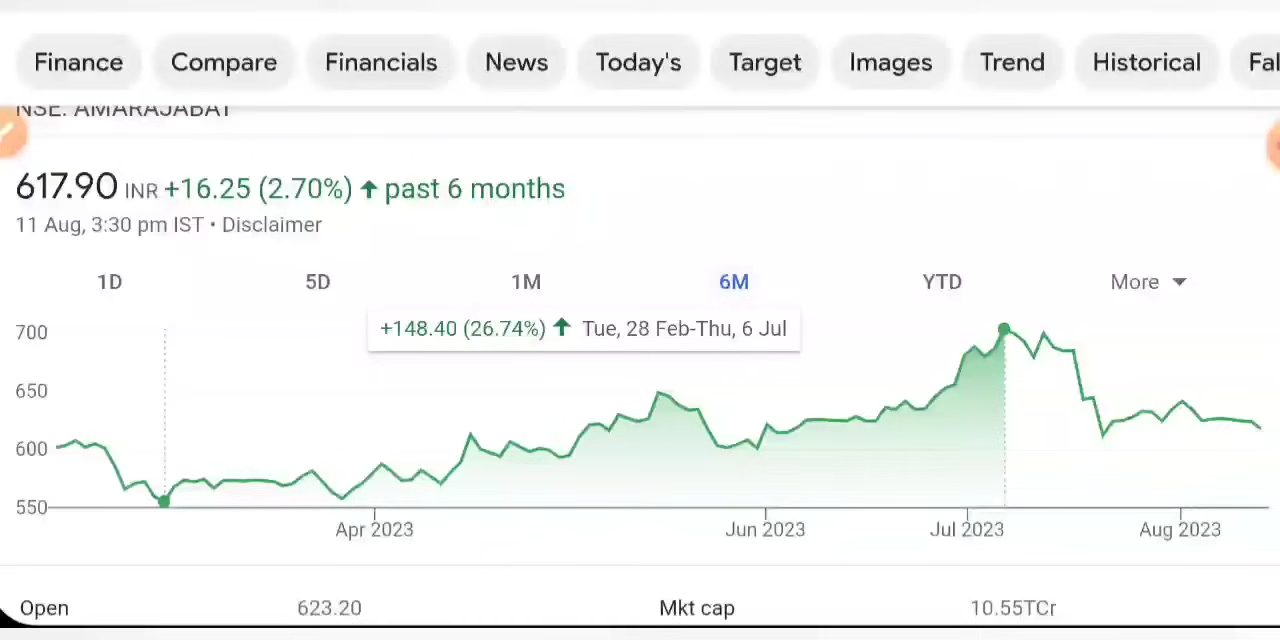 Finance Compare Financials News Today's Target Images Trend Historical Fal
NSE: AMARAJABAT
617.90 INR +16.25 (2.70%) ↑ past 6 months
11 Aug, 3:30 pm IST • Disclaimer
1D 5D 1M 6M YTD More
+148.40 (26.74%) ↑ Tue, 28 Feb-Thu, 6 Jul
700
650
600
550
Apr 2023 Jun 2023 Jul 2023 Aug 2023
Open 623.20 Mkt cap 10.55TCr